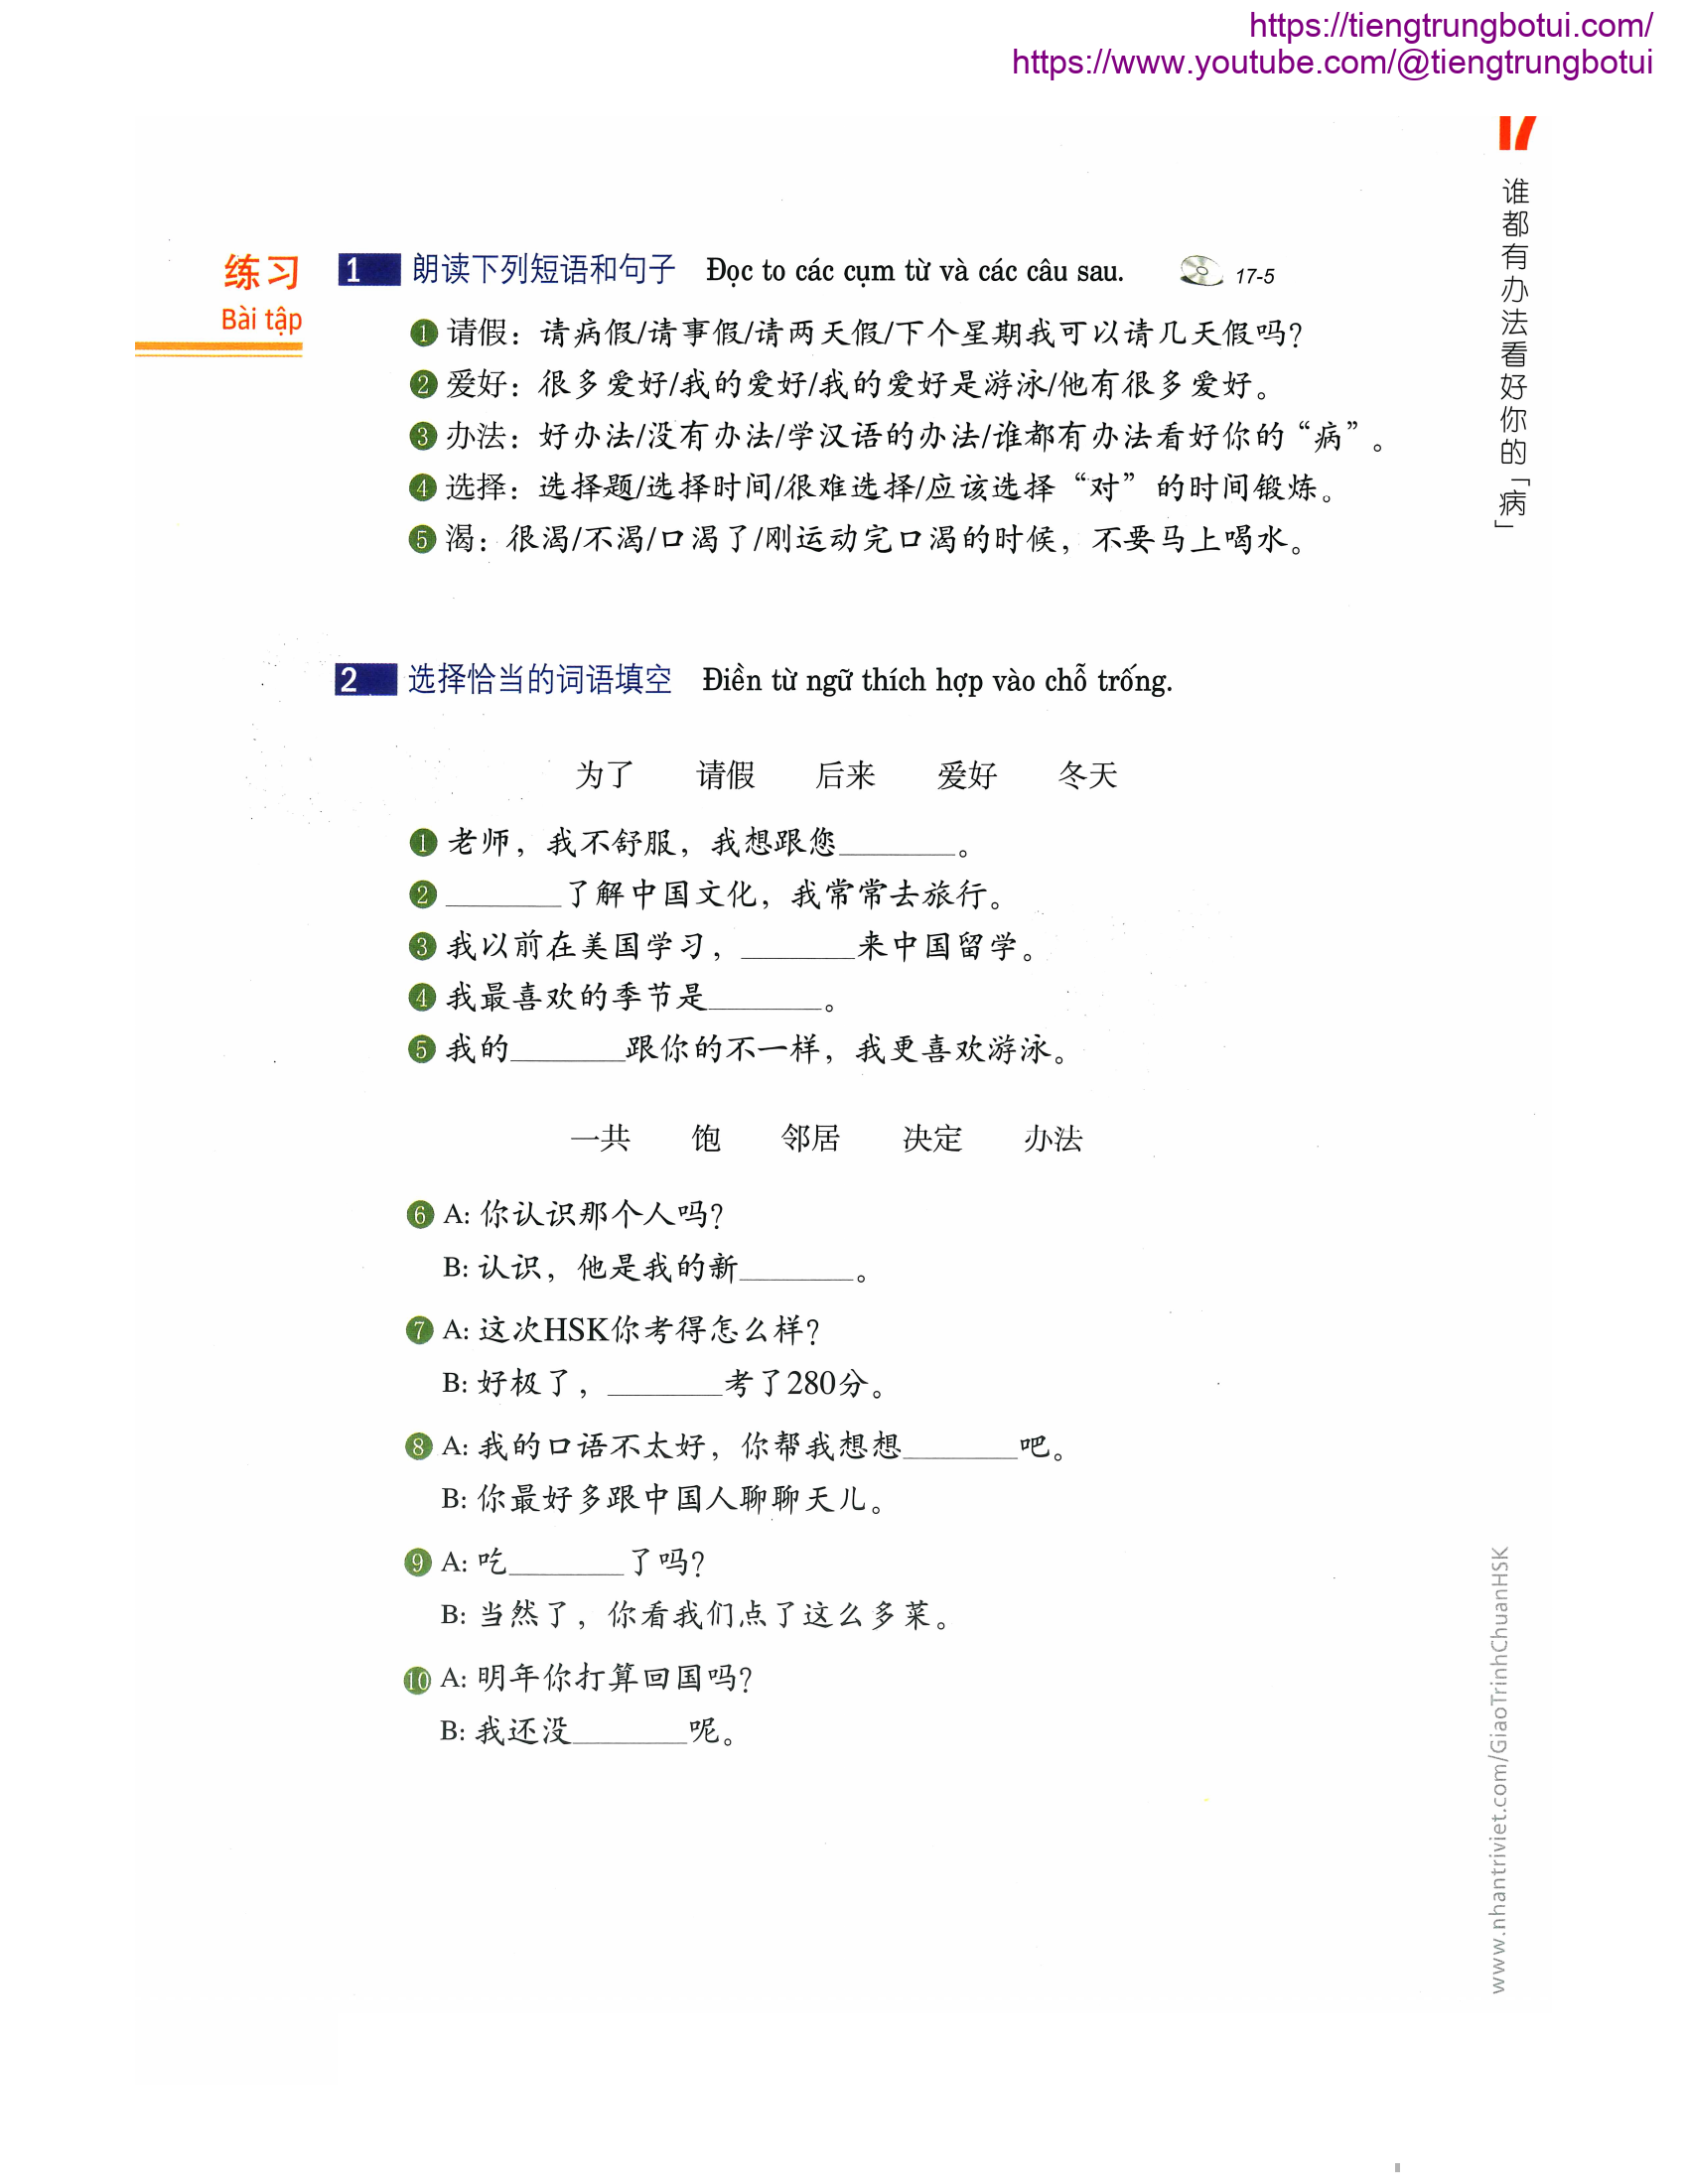 https://tiengtrungbotui.com/
https://www.youtube.com/@tiengtrungbotui
17
谁都有办法看好你的「病」
练习
Bài tập
1 朗读下列短语和句子 Đọc to các cụm từ và các câu sau. 17-5
1 请假：请病假/请事假/请两天假/下个星期我可以请几天假吗？
2 爱好：很多爱好/我的爱好/我的爱好是游泳/他有很多爱好。
3 办法：好办法/没有办法/学汉语的办法/谁都有办法看好你的“病”。
4 选择：选择题/选择时间/很难选择/应该选择“对”的时间锻炼。
5 渴：很渴/不渴/口渴了/刚运动完口渴的时候，不要马上喝水。
2 选择恰当的词语填空 Điền từ ngữ thích hợp vào chỗ trống.
为了 请假 后来 爱好 冬天
1 老师，我不舒服，我想跟您________。
2 ________了解中国文化，我常常去旅行。
3 我以前在美国学习，________来中国留学。
4 我最喜欢的季节是________。
5 我的________跟你的不一样，我更喜欢游泳。
一共 饱 邻居 决定 办法
6 A: 你认识那个人吗？
B: 认识，他是我的新________。
7 A: 这次HSK你考得怎么样？
B: 好极了，________考了280分。
8 A: 我的口语不太好，你帮我想想________吧。
B: 你最好多跟中国人聊聊天儿。
9 A: 吃________了吗？
B: 当然了，你看我们点了这么多菜。
10 A: 明年你打算回国吗？
B: 我还没________呢。
www.nhantriviet.com/GiaoTrinhChuanHSK